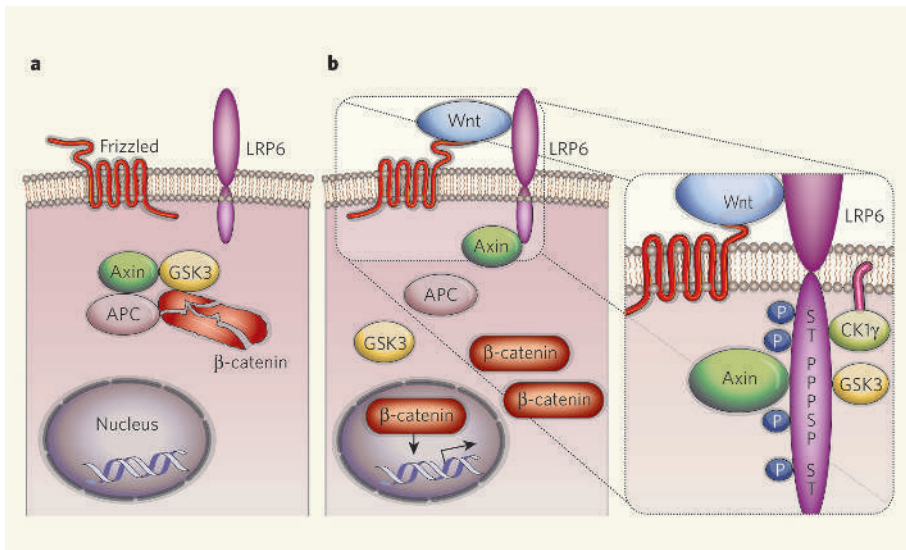 a
Frizzled
LRP6
Axin
GSK3
APC
β-catenin
Nucleus
b
Wnt
LRP6
Axin
APC
GSK3
β-catenin
β-catenin
β-catenin
Wnt
LRP6
P
P
S
T
CK1γ
Axin
P
P
P
S
P
GSK3
P
P
S
T